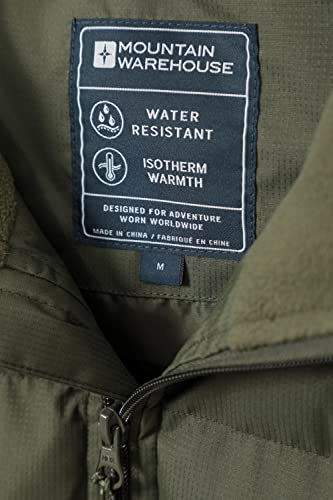 MOUNTAIN
WAREHOUSE
WATER
RESISTANT
ISOTHERM
WARMTH
DESIGNED FOR ADVENTURE
WORN WORLDWIDE
MADE IN CHINA / FABRIQUÉ EN CHINE
M